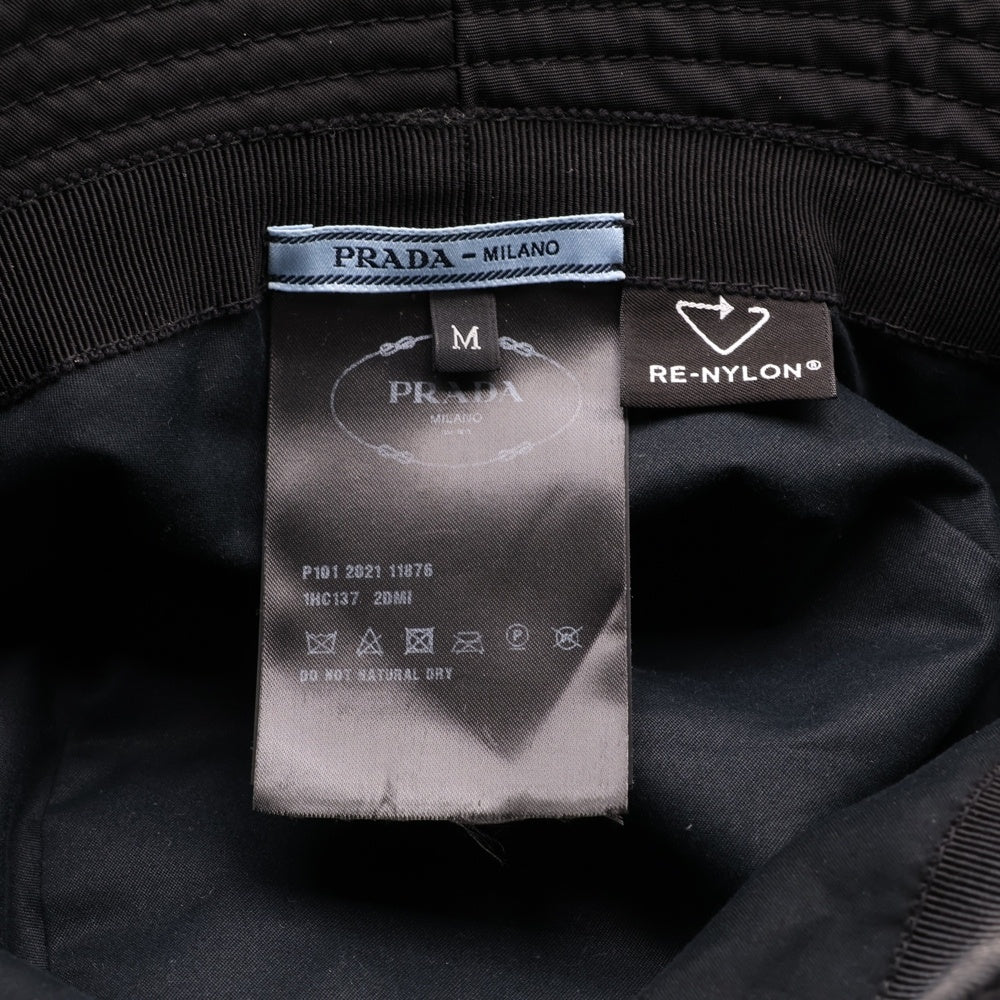 PRADA - MILANO
M
PRADA
MILANO
RE-NYLON®
P101 2021 11876
1HC137 2DMI
P
DO NOT NATURAL DRY